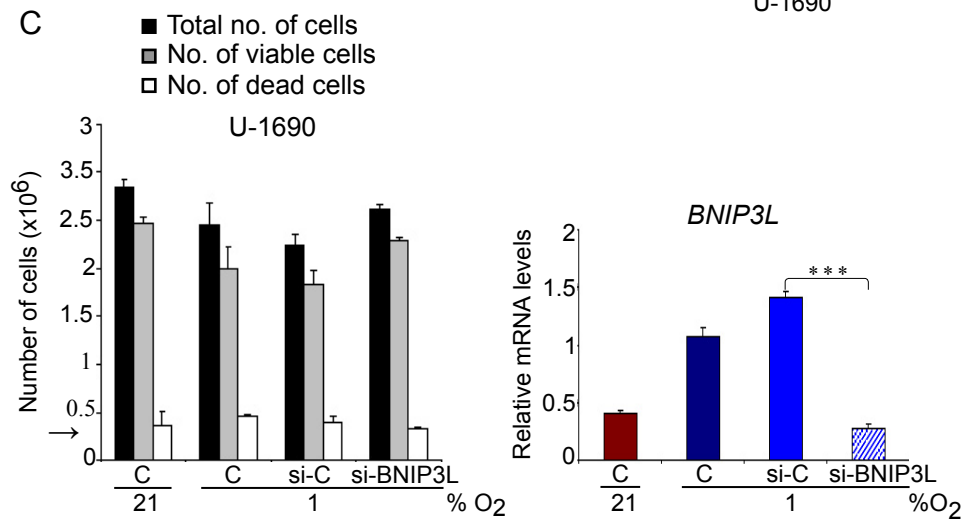 U-1690
C
Total no. of cells
No. of viable cells
No. of dead cells
U-1690
Number of cells (x10^6)
3
3.5
2.5
2
1.5
1
0.5
→
0
C C si-C si-BNIP3L
21 1 % O2
BNIP3L
Relative mRNA levels
2
1.5
1
0.5
0
***
C C si-C si-BNIP3L
21 1 %O2